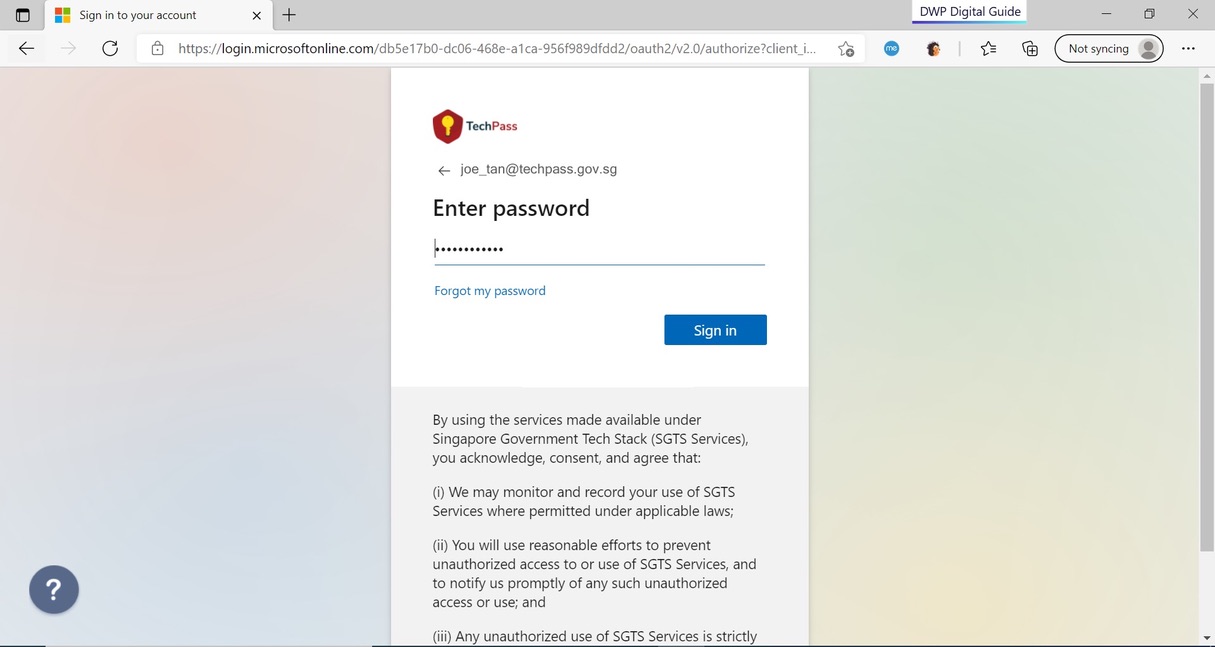 Sign in to your account
DWP Digital Guide
https://login.microsoftonline.com/db5e17b0-dc06-468e-a1ca-956f989dfdd2/oauth2/v2.0/authorize?client_i...
me
Not syncing
TechPass
joe_tan@techpass.gov.sg
Enter password
••••••••••••
Forgot my password
Sign in
By using the services made available under
Singapore Government Tech Stack (SGTS Services),
you acknowledge, consent, and agree that:
(i) We may monitor and record your use of SGTS
Services where permitted under applicable laws;
(ii) You will use reasonable efforts to prevent
unauthorized access to or use of SGTS Services, and
to notify us promptly of any such unauthorized
access or use; and
(iii) Any unauthorized use of SGTS Services is strictly
?